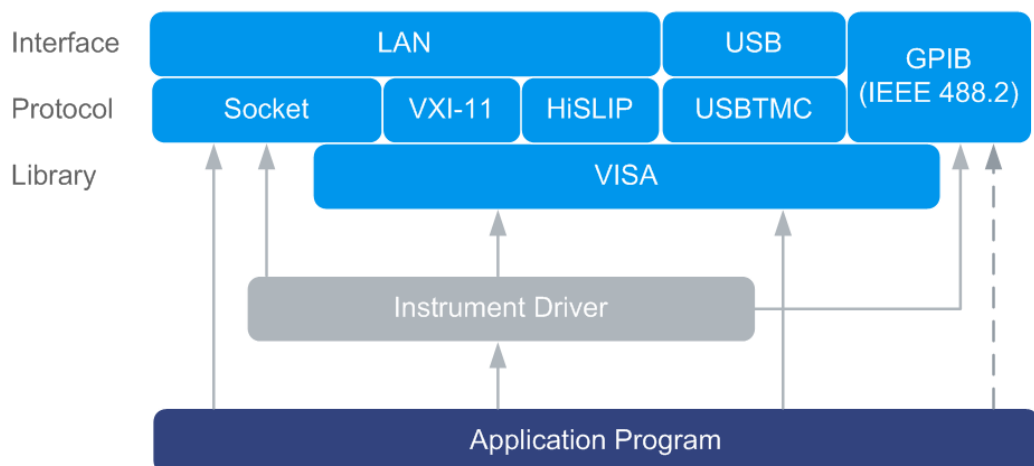 Interface
LAN
USB
GPIB
(IEEE 488.2)
Protocol
Socket
VXI-11
HiSLIP
USBTMC
Library
VISA
Instrument Driver
Application Program